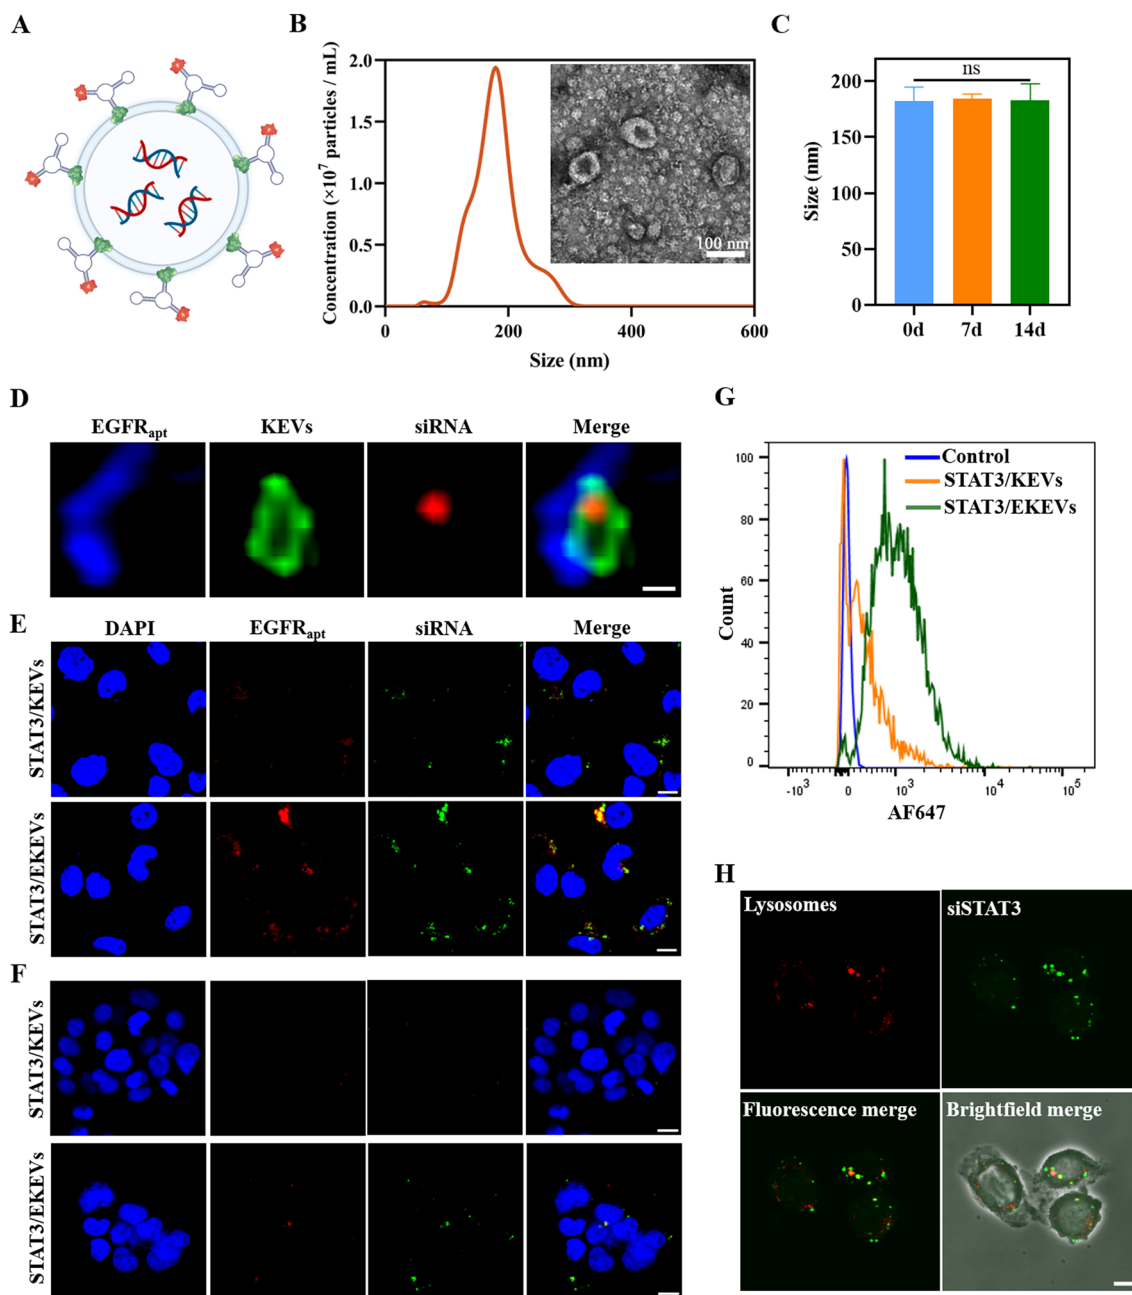 A
B
Concentration (×10⁷ particles / mL)
2.0
1.5
1.0
0.5
0.0
0
200
400
600
Size (nm)
100 nm
C
Size (nm)
200
150
100
50
0
ns
0d
7d
14d
D
EGFRapt
KEVs
siRNA
Merge
E
DAPI
EGFRapt
siRNA
Merge
STAT3/KEVs
STAT3/EKEVs
F
STAT3/KEVs
STAT3/EKEVs
G
Count
100
80
60
40
20
0
Control
STAT3/KEVs
STAT3/EKEVs
-10³
0
10³
10⁴
10⁵
AF647
H
Lysosomes
siSTAT3
Fluorescence merge
Brightfield merge